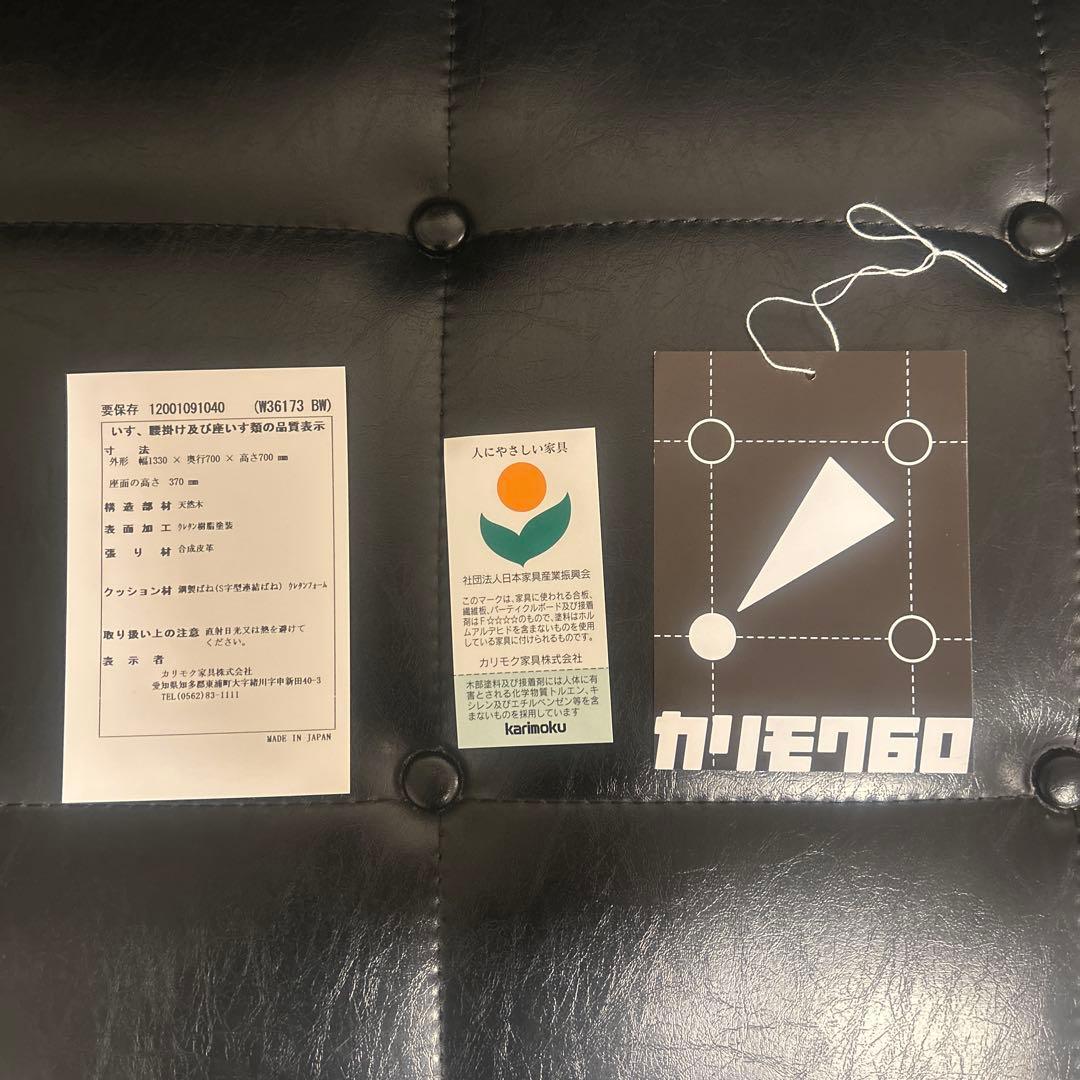 要保存 12001091040 (W36173 BW)
いす、腰掛け及び座いす類の品質表示
寸法
外形 幅1330 × 奥行700 × 高さ700 mm
座面の高さ 370 mm
構造部材 天然木
表面加工 ウレタン樹脂塗装
張り材 合成皮革
クッション材 鋼製ばね(S字型連結ばね) ウレタンフォーム
取り扱い上の注意 直射日光又は熱を避けて
ください。
表示者
カリモク家具株式会社
愛知県知多郡東浦町大字緒川字申新田40-3
TEL(0562)83-1111
MADE IN JAPAN
人にやさしい家具
社団法人日本家具産業振興会
このマークは、家具に使われる合板、
繊維板、パーティクルボード及び接着
剤はF☆☆☆☆のもので、塗料はホル
ムアルデヒドを含まないものを使用
している家具に付けられるものです。
カリモク家具株式会社
木部塗料及び接着剤には人体に有
害とされる化学物質トルエン、キ
シレン及びエチルベンゼン等を含
まないものを採用しています
karimoku
カリモク60